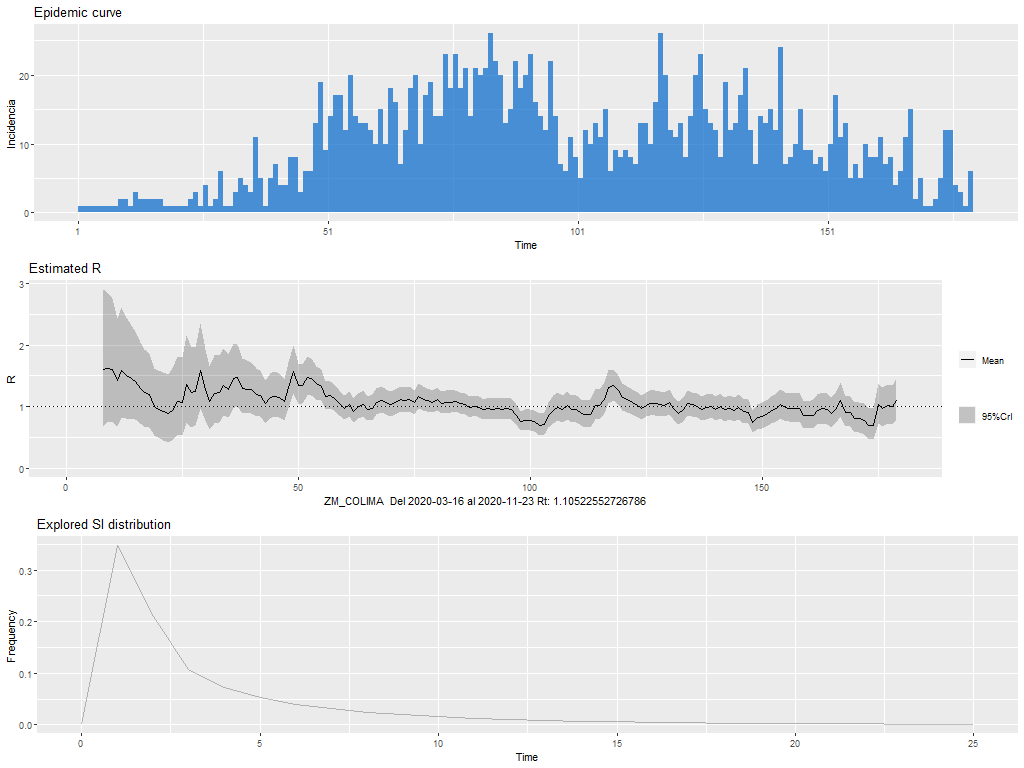 Epidemic curve
Incidencia
20
10
0
1
51
101
151
Time
Estimated R
R
3
2
1
0
0
50
100
150
ZM_COLIMA Del 2020-03-16 al 2020-11-23 Rt: 1.10522552726786
Mean
95%CrI
Explored SI distribution
Frequency
0.3
0.2
0.1
0.0
0
5
10
15
20
25
Time